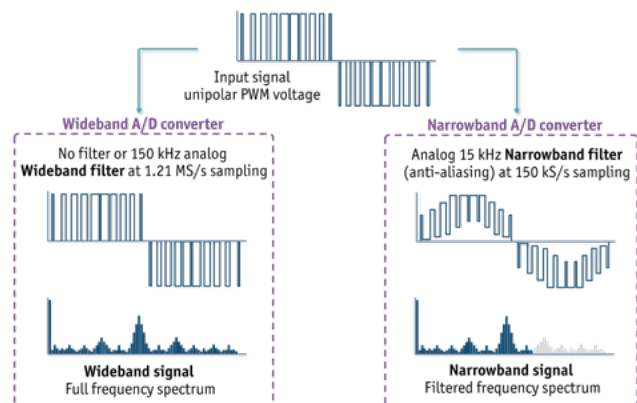 Input signal
unipolar PWM voltage
Wideband A/D converter
No filter or 150 kHz analog
Wideband filter at 1.21 MS/s sampling
Wideband signal
Full frequency spectrum
Narrowband A/D converter
Analog 15 kHz Narrowband filter
(anti-aliasing) at 150 kS/s sampling
Narrowband signal
Filtered frequency spectrum